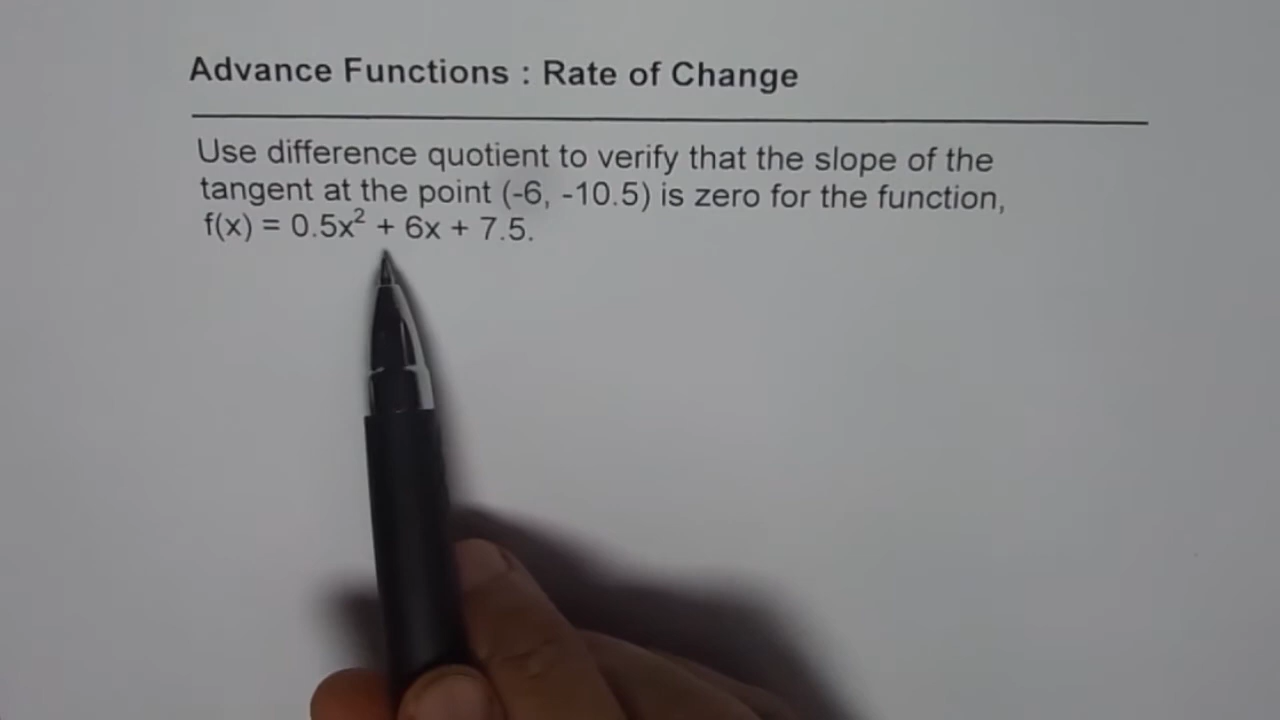 Advance Functions : Rate of Change
Use difference quotient to verify that the slope of the
tangent at the point (-6, -10.5) is zero for the function,
f(x) = 0.5x² + 6x + 7.5.